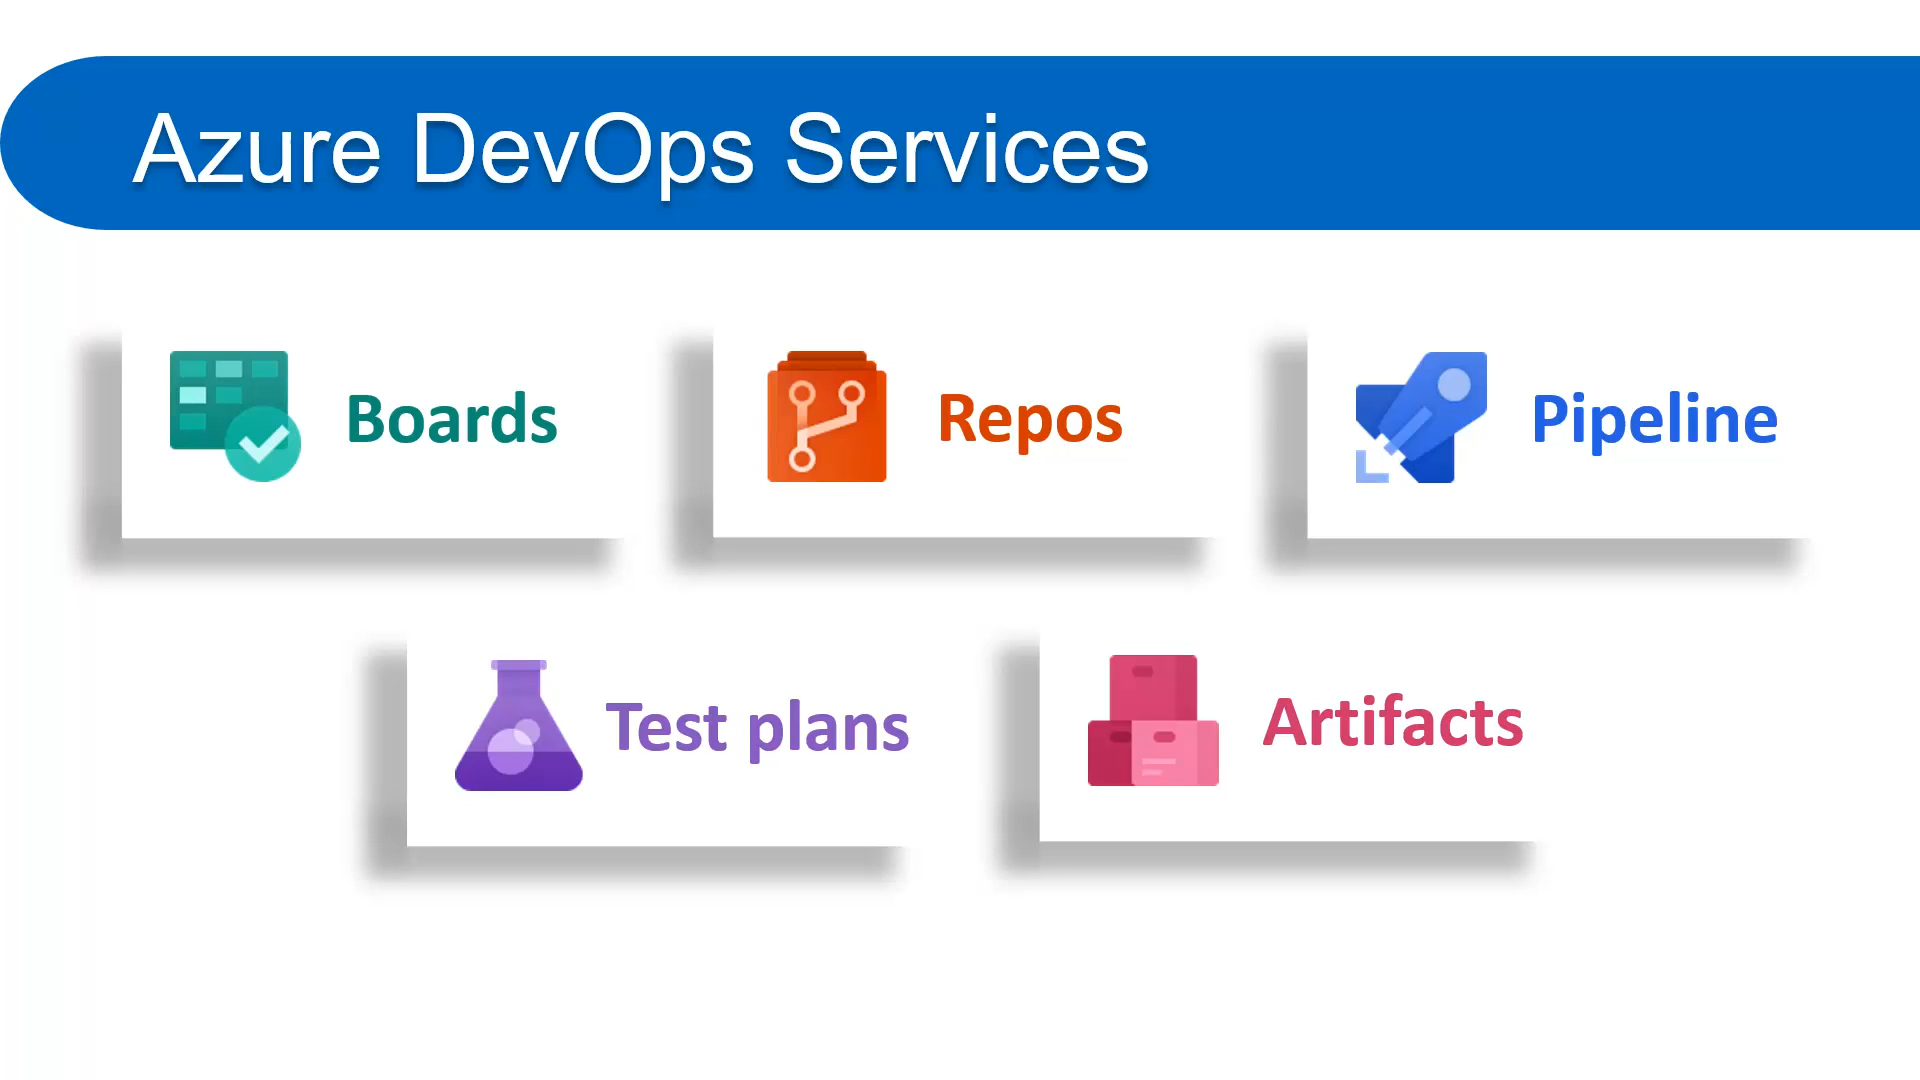 Azure DevOps Services
Boards
Repos
Pipeline
Test plans
Artifacts